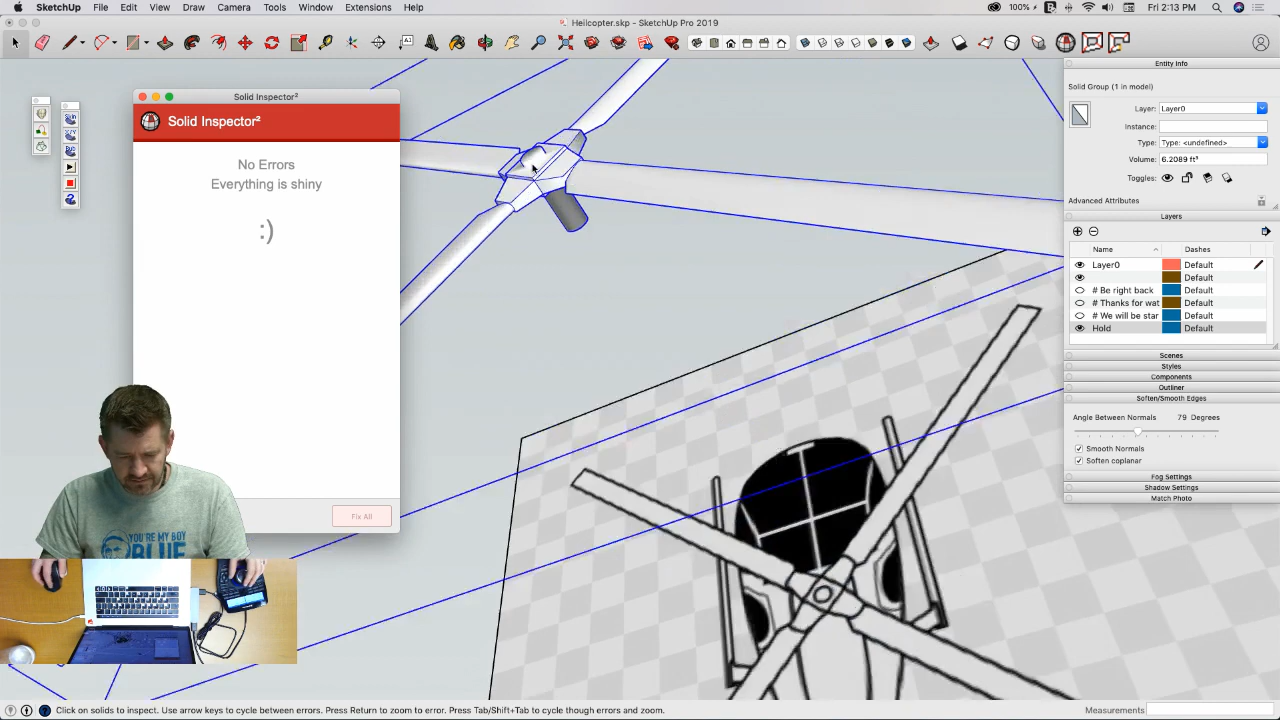 SketchUp File Edit View Camera Draw Tools Window Extensions Help
100% Fri 2:13 PM
Heilcopter.skp - SketchUp Pro 2019
Solid Inspector²
Solid Inspector²
No Errors
Everything is shiny
:)
Fix All
YOU'RE MY BOY
BLUE
Entity Info
Solid Group (1 in model)
Layer: Layer0
Instance:
Type: Type: <undefined>
Volume: 6.2089 ft³
Toggles:
Advanced Attributes
Layers
Name Dashes
Layer0 Default
Default
# Be right back Default
# Thanks for wat Default
# We will be star Default
Hold Default
Scenes
Styles
Components
Outliner
Soften/Smooth Edges
Angle Between Normals 79 Degrees
Smooth Normals
Soften coplanar
Fog Settings
Shadow Settings
Match Photo
Click on solids to inspect. Use arrow keys to cycle between errors. Press Return to zoom to error. Press Tab/Shift+Tab to cycle though errors and zoom.
Measurements